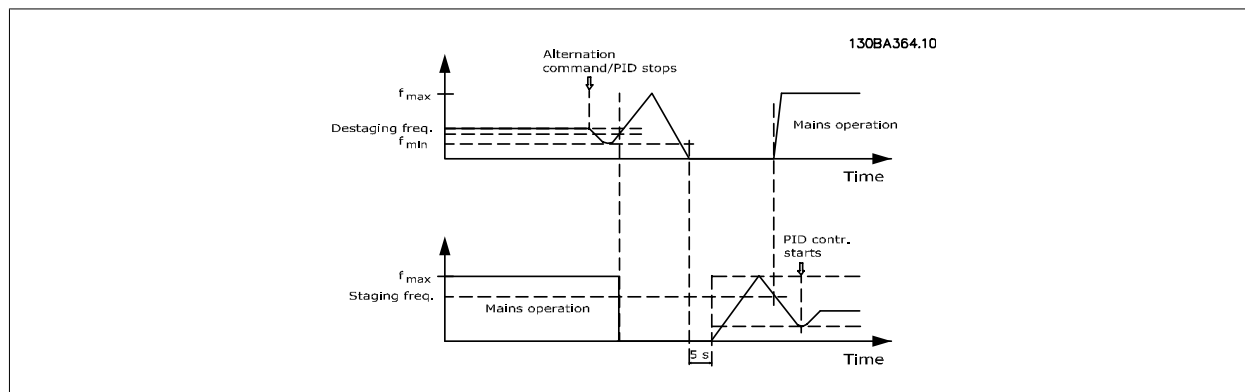 130BA364.10
Alternation
command/PID stops
f max
Destaging freq.
f min
Mains operation
Time
PID contr.
starts
f max
Staging freq.
Mains operation
Time
5 s